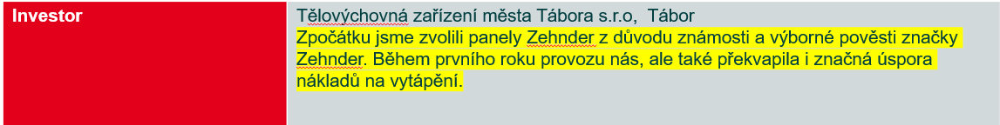 Investor
Tělovýchovná zařízení města Tábora s.r.o,  Tábor
Zpočátku jsme zvolili panely Zehnder z důvodu známosti a výborné pověsti značky
Zehnder. Během prvního roku provozu nás, ale také překvapila i značná úspora
nákladů na vytápění.